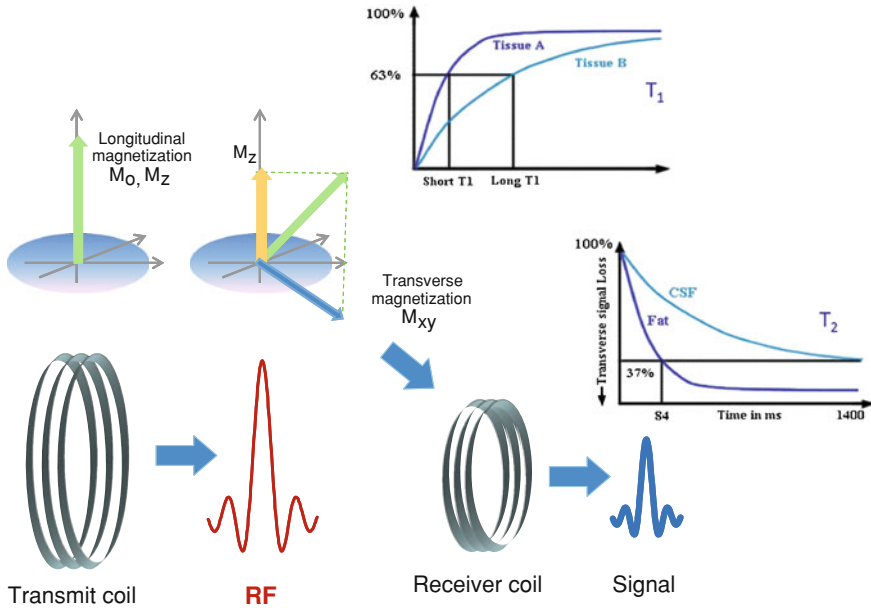 100%
Tissue A
Tissue B
63%
T1
Short T1
Long T1
Longitudinal
magnetization
Mo, Mz
Mz
Transverse
magnetization
Mxy
100%
Transverse signal Loss
CSF
Fat
T2
37%
84
Time in ms
1400
Transmit coil
RF
Receiver coil
Signal